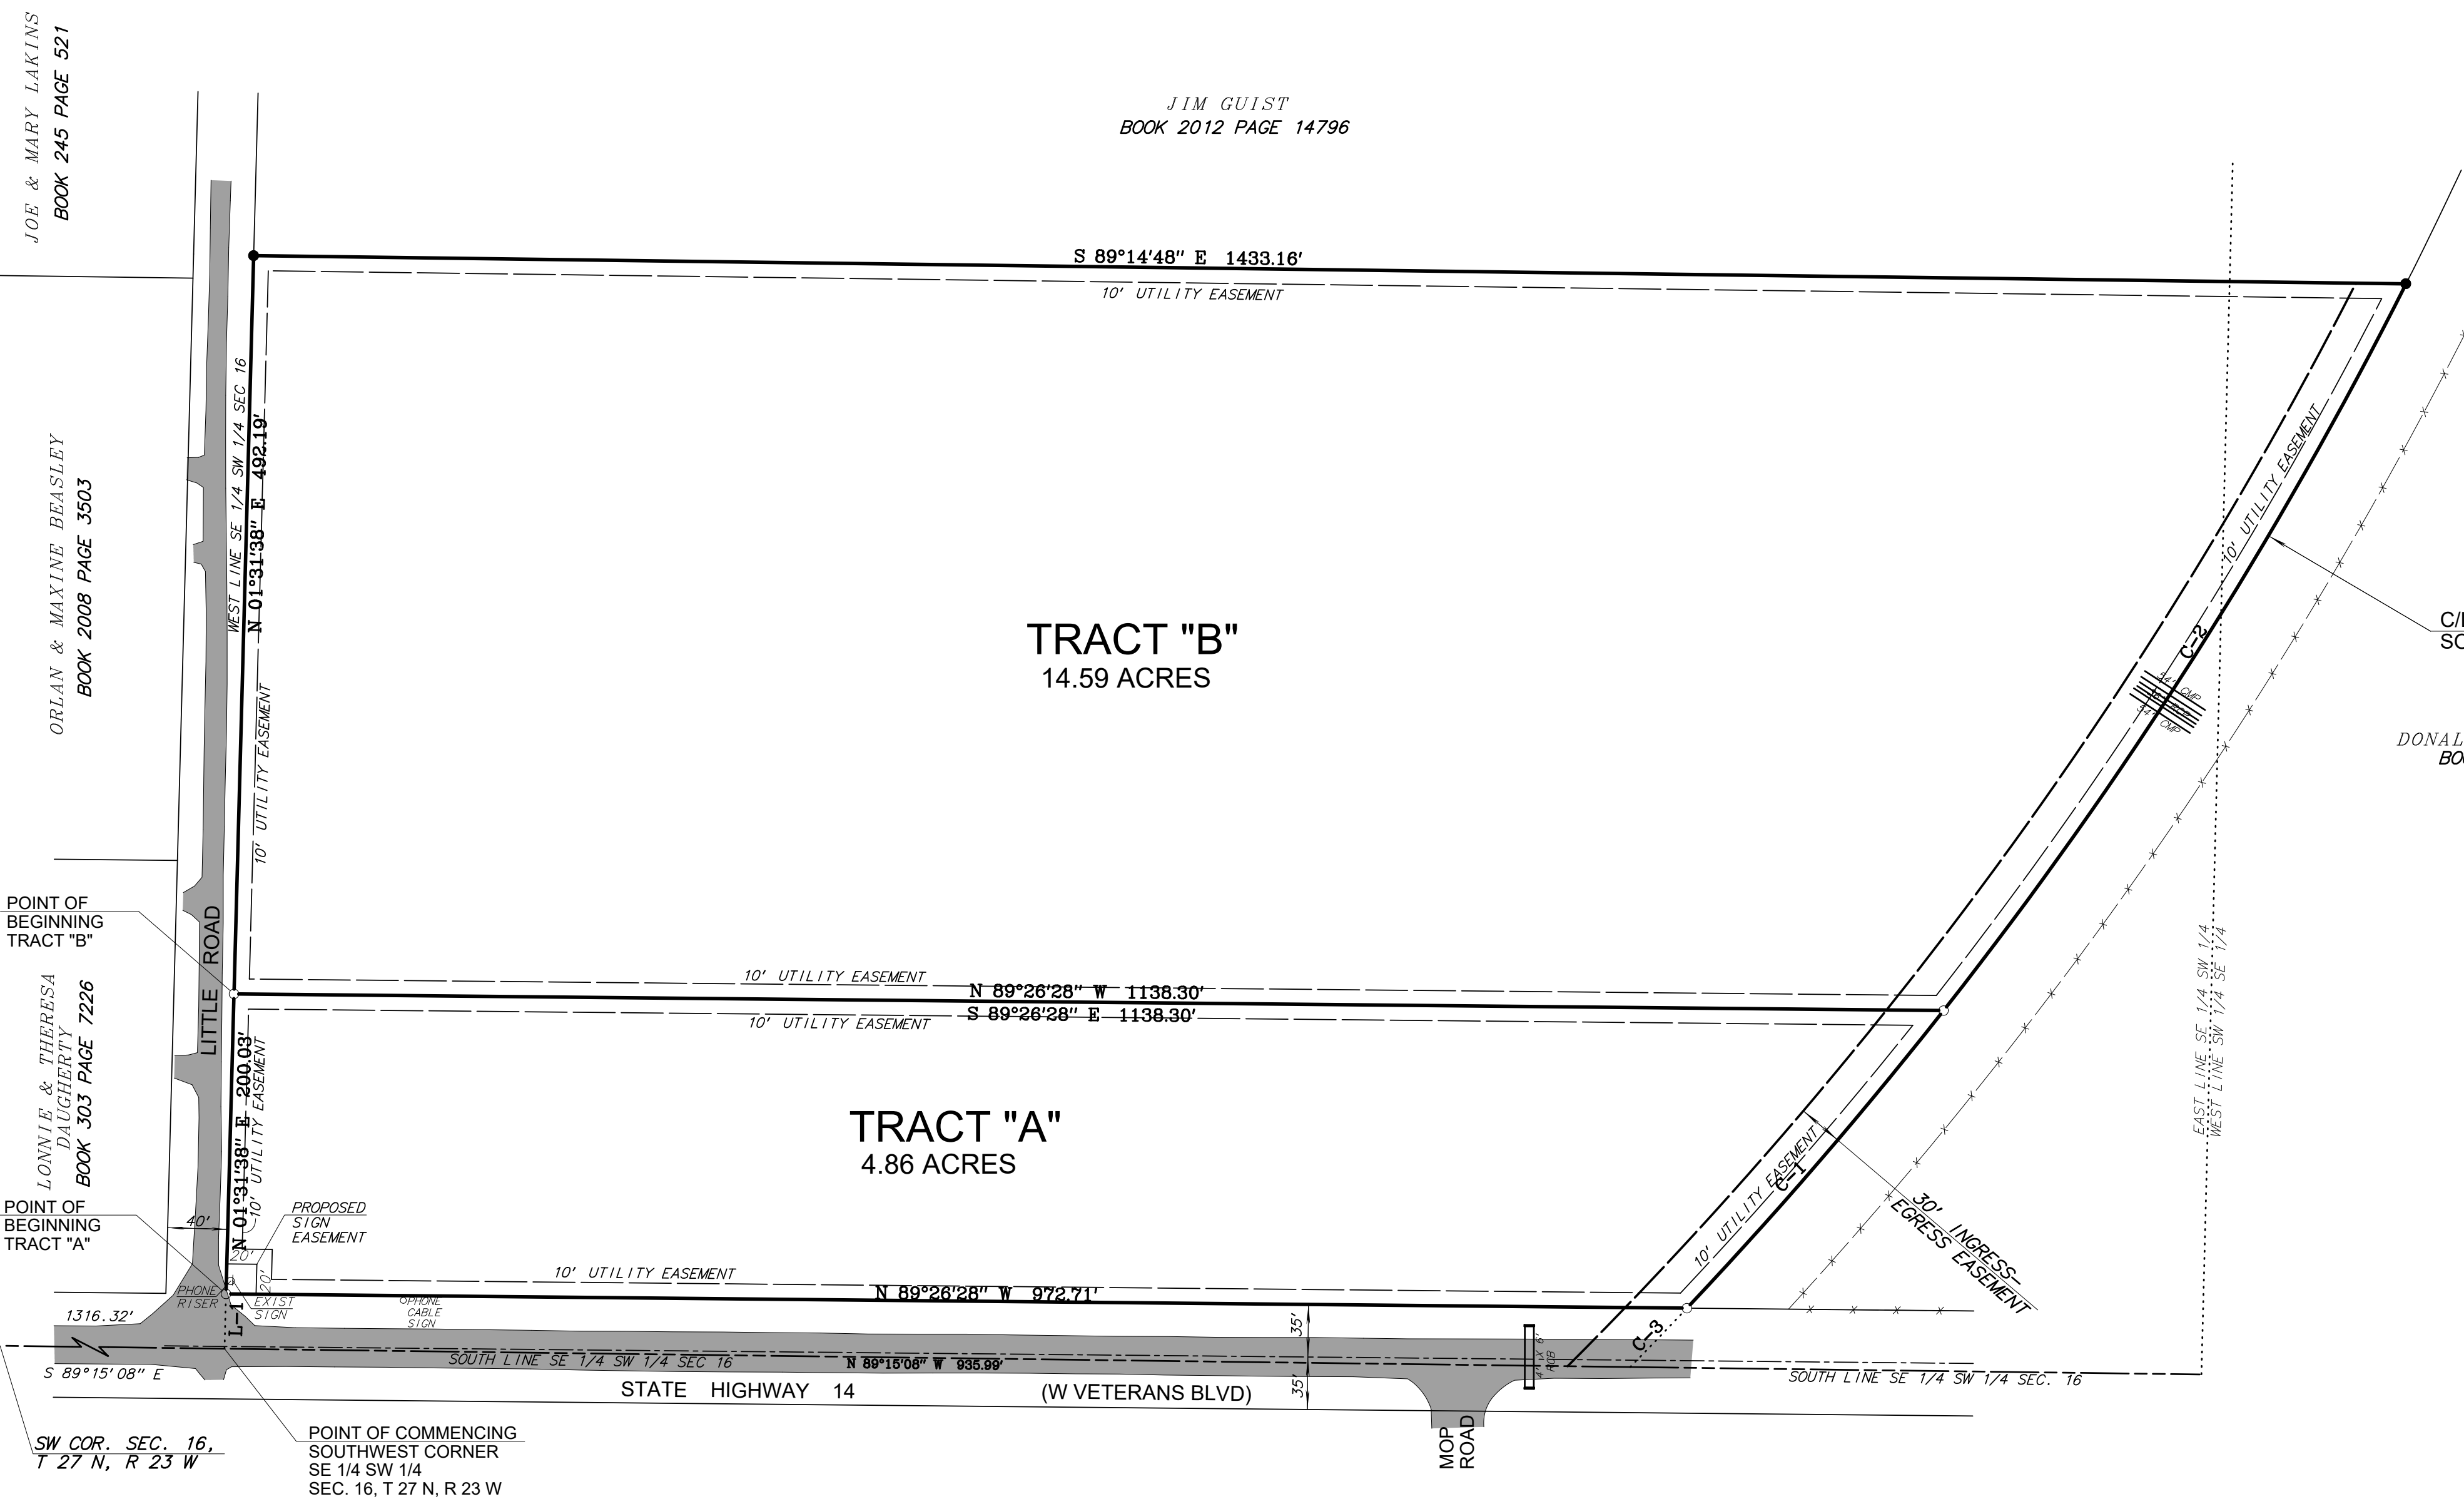 JOE & MARY LAKINS
BOOK 245 PAGE 521
JIM GUIST
BOOK 2012 PAGE 14796
S 89°14'48" E 1433.16'
10' UTILITY EASEMENT
WEST LINE SE 1/4 SW 1/4 SEC 16
N 01°31'38" E 492.19'
10' UTILITY EASEMENT
ORLAN & MAXINE BEASLEY
BOOK 2008 PAGE 3503
TRACT "B"
14.59 ACRES
10' UTILITY EASEMENT
C-2
54" CMP
54" CMP
C/
SO
DONAL
BO
POINT OF
BEGINNING
TRACT "B"
LITTLE ROAD
10' UTILITY EASEMENT
N 89°26'28" W 1138.30'
S 89°26'28" E 1138.30'
10' UTILITY EASEMENT
EAST LINE SE 1/4 SW 1/4
WEST LINE SW 1/4 SE 1/4
LONNIE & THERESA
DAUGHERTY
BOOK 303 PAGE 7226
N 01°31'38" E 200.03'
10' UTILITY EASEMENT
TRACT "A"
4.86 ACRES
10' UTILITY EASEMENT
C-1
30' INGRESS-
EGRESS EASEMENT
POINT OF
BEGINNING
TRACT "A"
40'
PROPOSED
SIGN
EASEMENT
20'
20'
PHONE
RISER
EXIST
SIGN
PHONE
CABLE
SIGN
10' UTILITY EASEMENT
N 89°26'28" W 972.71'
1316.32'
L-1
35'
35'
C-3
4' X 6'
RCB
S 89°15'08" E
SOUTH LINE SE 1/4 SW 1/4 SEC 16
N 89°15'08" W 935.99'
SOUTH LINE SE 1/4 SW 1/4 SEC. 16
STATE HIGHWAY 14 (W VETERANS BLVD)
MOP
ROAD
SW COR. SEC. 16,
T 27 N, R 23 W
POINT OF COMMENCING
SOUTHWEST CORNER
SE 1/4 SW 1/4
SEC. 16, T 27 N, R 23 W